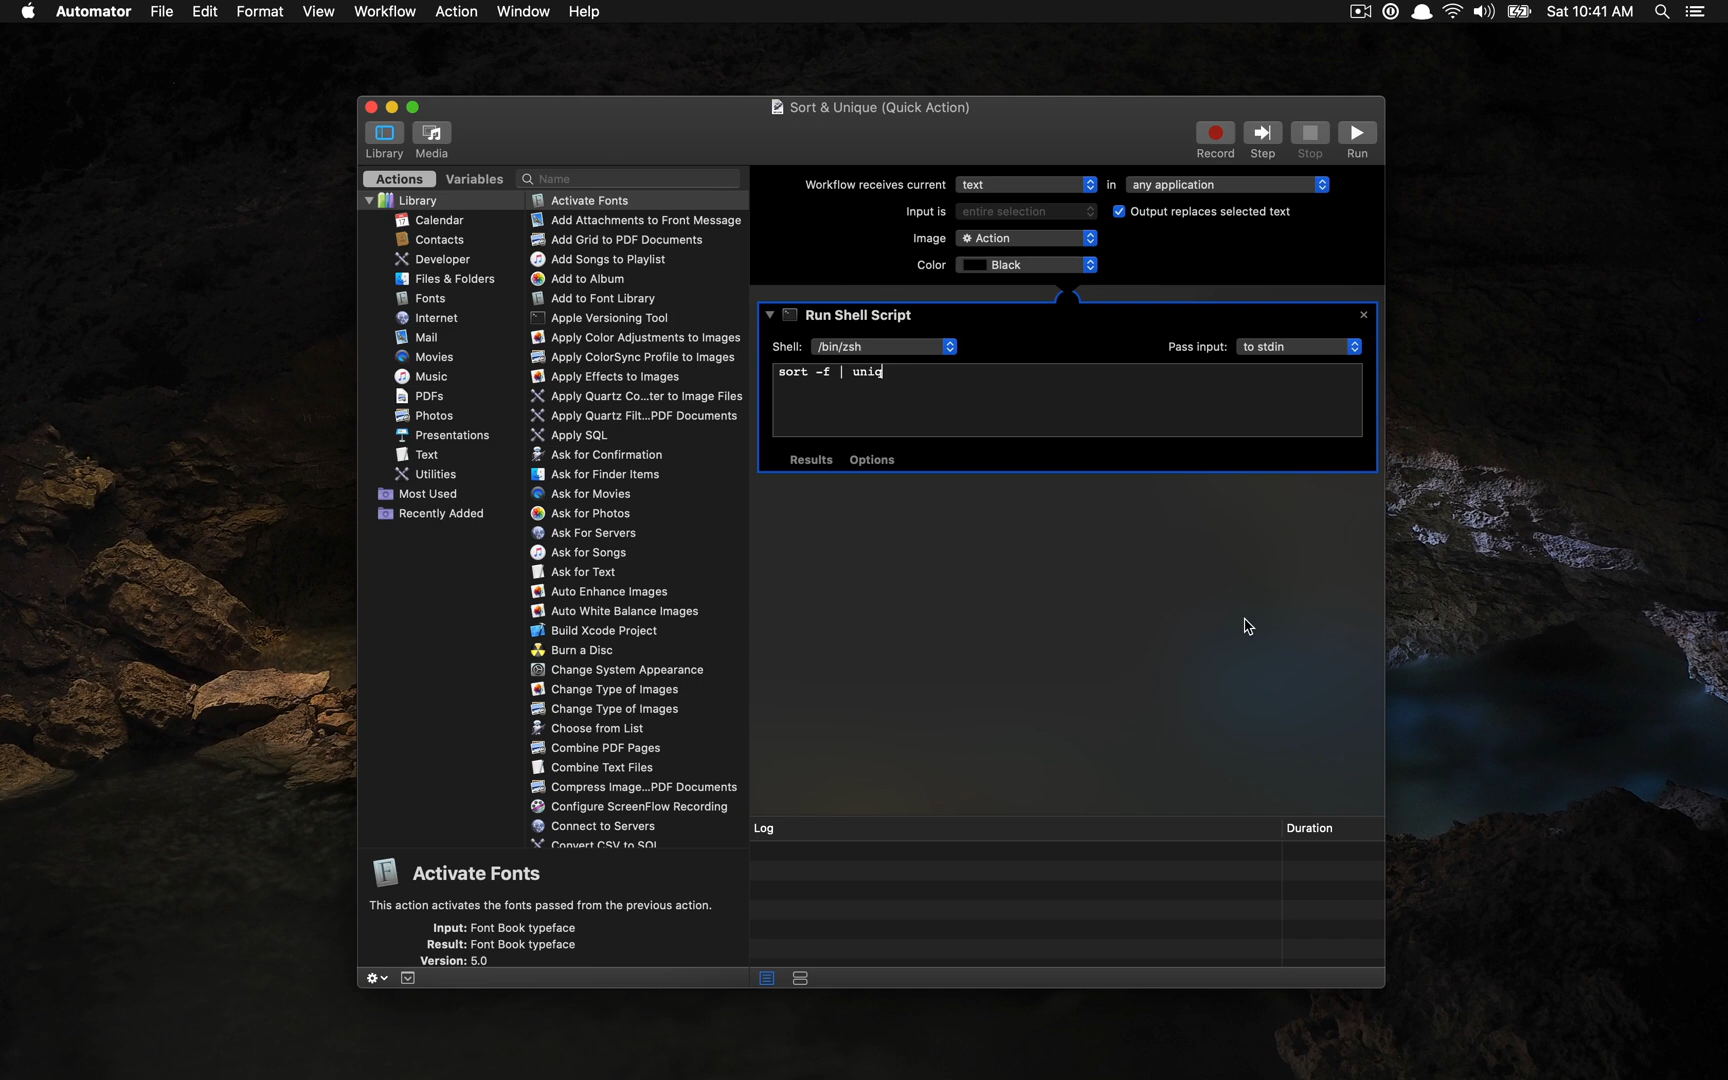 Automator File Edit Format View Workflow Action Window Help Sat 10:41 AM
Sort & Unique (Quick Action)
Library Media Record Step Stop Run
Actions Variables Name
Library
Calendar
Contacts
Developer
Files & Folders
Fonts
Internet
Mail
Movies
Music
PDFs
Photos
Presentations
Text
Utilities
Most Used
Recently Added
Activate Fonts
Add Attachments to Front Message
Add Grid to PDF Documents
Add Songs to Playlist
Add to Album
Add to Font Library
Apple Versioning Tool
Apply Color Adjustments to Images
Apply ColorSync Profile to Images
Apply Effects to Images
Apply Quartz Co...ter to Image Files
Apply Quartz Filt...PDF Documents
Apply SQL
Ask for Confirmation
Ask for Finder Items
Ask for Movies
Ask for Photos
Ask For Servers
Ask for Songs
Ask for Text
Auto Enhance Images
Auto White Balance Images
Build Xcode Project
Burn a Disc
Change System Appearance
Change Type of Images
Change Type of Images
Choose from List
Combine PDF Pages
Combine Text Files
Compress Image...PDF Documents
Configure ScreenFlow Recording
Connect to Servers
Convert CSV to SQL
Activate Fonts
This action activates the fonts passed from the previous action.
Input: Font Book typeface
Result: Font Book typeface
Version: 5.0
Workflow receives current text in any application
Input is entire selection Output replaces selected text
Image Action
Color Black
Run Shell Script
Shell: /bin/zsh Pass input: to stdin
sort -f | uniq
Results Options
Log Duration